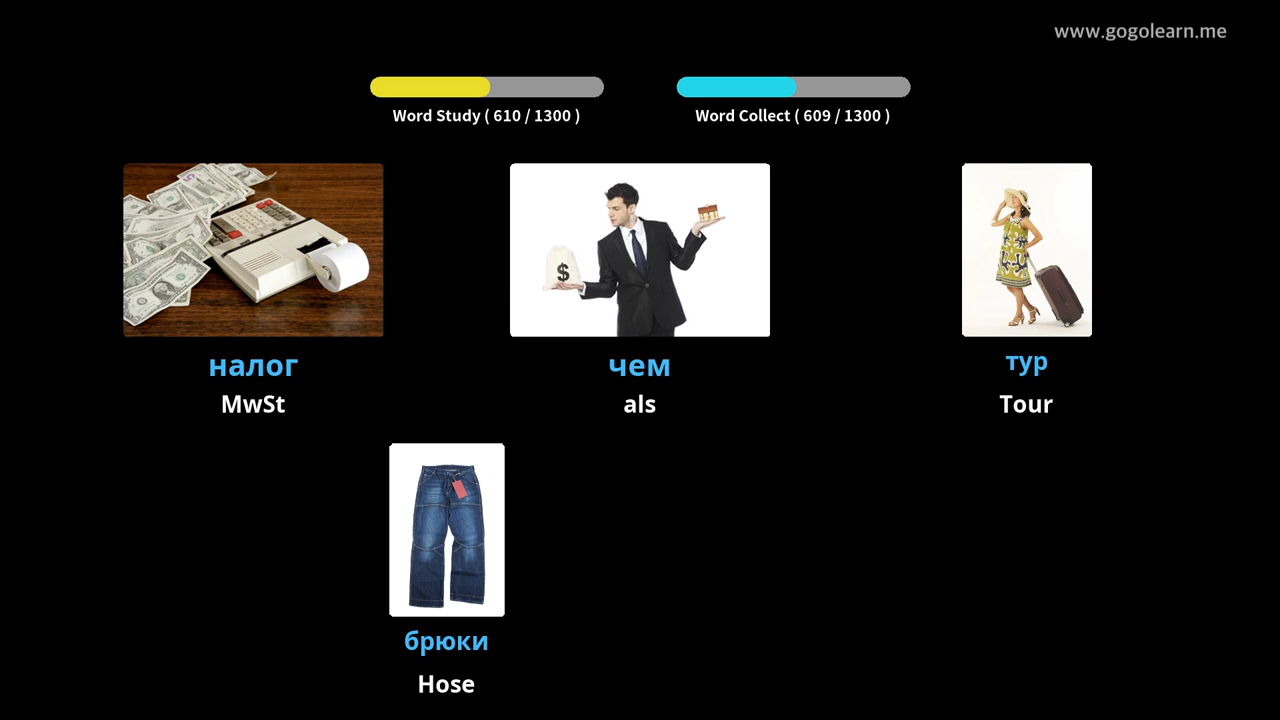 www.gogolearn.me
Word Study ( 610 / 1300 )
Word Collect ( 609 / 1300 )
налог
MwSt
чем
als
тур
Tour
брюки
Hose
$